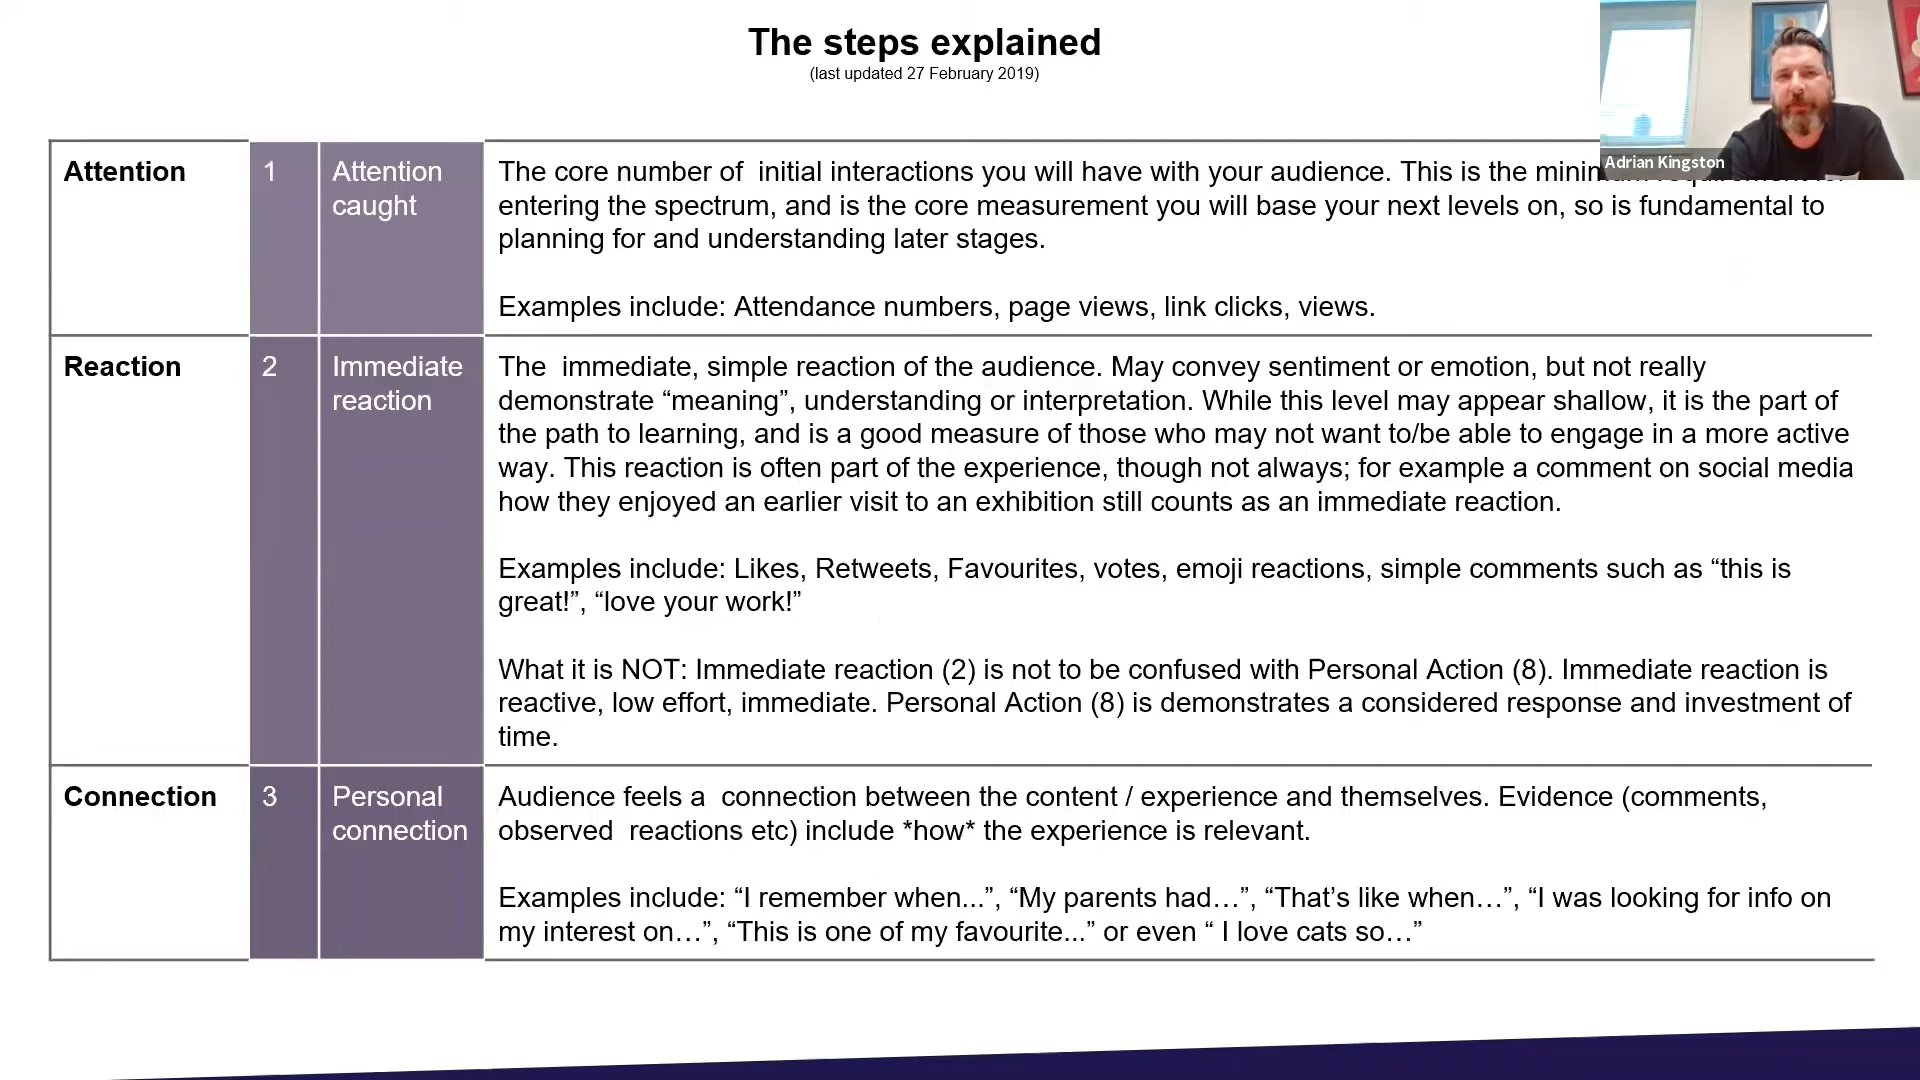 The steps explained
(last updated 27 February 2019)
Adrian Kingston
Attention
1
Attention
caught
The core number of  initial interactions you will have with your audience. This is the
entering the spectrum, and is the core measurement you will base your next levels on, so is fundamental to
planning for and understanding later stages.
Examples include: Attendance numbers, page views, link clicks, views.
Reaction
2
Immediate
reaction
The  immediate, simple reaction of the audience. May convey sentiment or emotion, but not really
demonstrate “meaning”, understanding or interpretation. While this level may appear shallow, it is the part of
the path to learning, and is a good measure of those who may not want to/be able to engage in a more active
way. This reaction is often part of the experience, though not always; for example a comment on social media
how they enjoyed an earlier visit to an exhibition still counts as an immediate reaction.
Examples include: Likes, Retweets, Favourites, votes, emoji reactions, simple comments such as “this is
great!”, “love your work!”
What it is NOT: Immediate reaction (2) is not to be confused with Personal Action (8). Immediate reaction is
reactive, low effort, immediate. Personal Action (8) is demonstrates a considered response and investment of
time.
Connection
3
Personal
connection
Audience feels a  connection between the content / experience and themselves. Evidence (comments,
observed  reactions etc) include *how* the experience is relevant.
Examples include: “I remember when...”, “My parents had…”, “That’s like when…”, “I was looking for info on
my interest on…”, “This is one of my favourite...” or even “ I love cats so…”